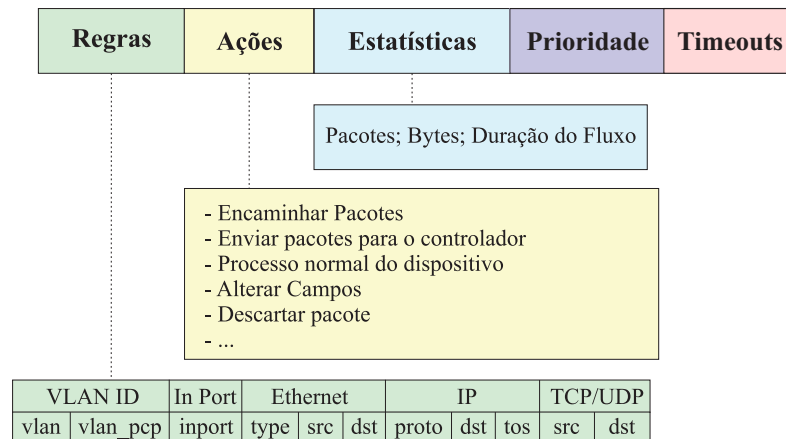 Regras Ações Estatísticas Prioridade Timeouts
Pacotes; Bytes; Duração do Fluxo
- Encaminhar Pacotes
- Enviar pacotes para o controlador
- Processo normal do dispositivo
- Alterar Campos
- Descartar pacote
- ...
VLAN ID In Port Ethernet IP TCP/UDP
vlan vlan_pcp inport type src dst proto dst tos src dst